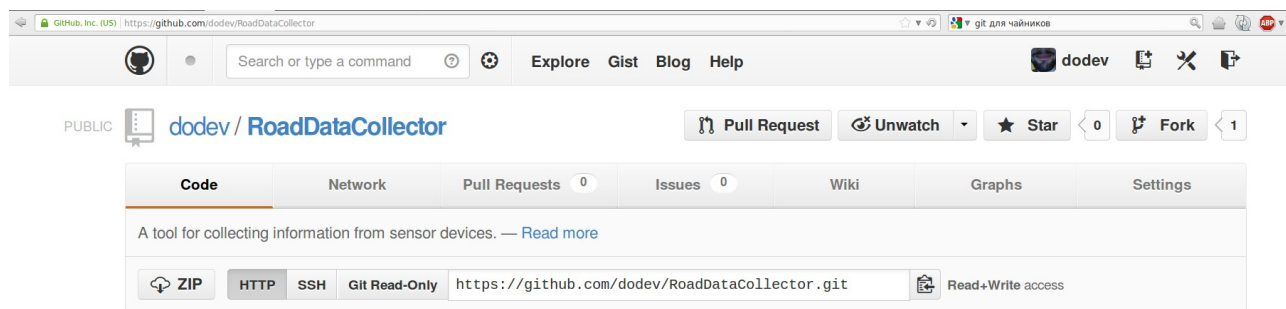 GitHub, Inc. (US) https://github.com/dodev/RoadDataCollector git для чайников ABP
Search or type a command ? Explore Gist Blog Help dodev
PUBLIC dodev / RoadDataCollector Pull Request Unwatch Star 0 Fork 1
Code Network Pull Requests 0 Issues 0 Wiki Graphs Settings
A tool for collecting information from sensor devices. — Read more
ZIP HTTP SSH Git Read-Only https://github.com/dodev/RoadDataCollector.git Read+Write access